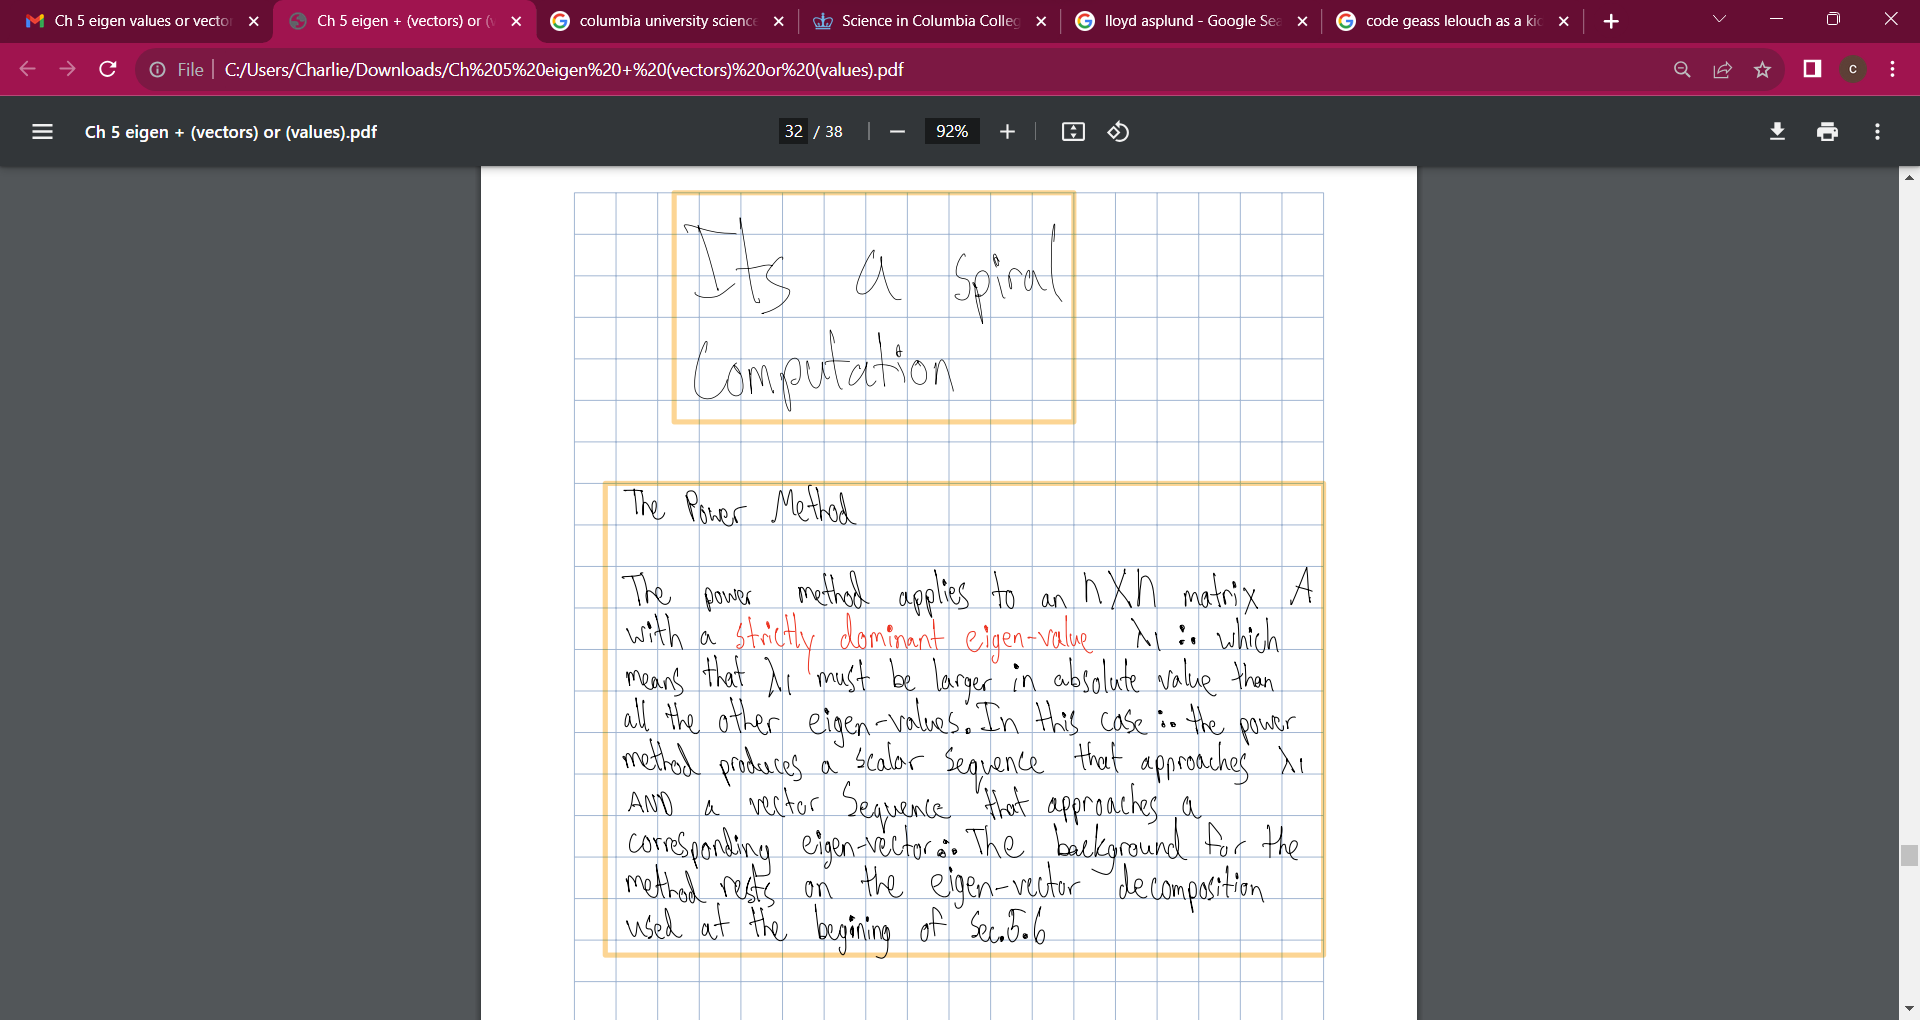 Ch 5 eigen values or vector
Ch 5 eigen + (vectors) or (v
columbia university science
Science in Columbia Colleg
lloyd asplund - Google Sea
code geass lelouch as a kid
File
C:/Users/Charlie/Downloads/Ch%205%20eigen%20+%20(vectors)%20or%20(values).pdf
c
Ch 5 eigen + (vectors) or (values).pdf
32 / 38
92%
Its a spiral
Computation
The Power Method
The power method applies to an nXn matrix A
with a strictly dominant eigen-value λ1 ∴ which
means that λ1 must be larger in absolute value than
all the other eigen-values. In this case ∴ the power
method produces a scalar sequence that approaches λ1
AND a vector sequence that approaches a
corresponding eigen-vector ∴ The background for the
method rests on the eigen-vector decomposition
used at the begining of Sec. 5.6